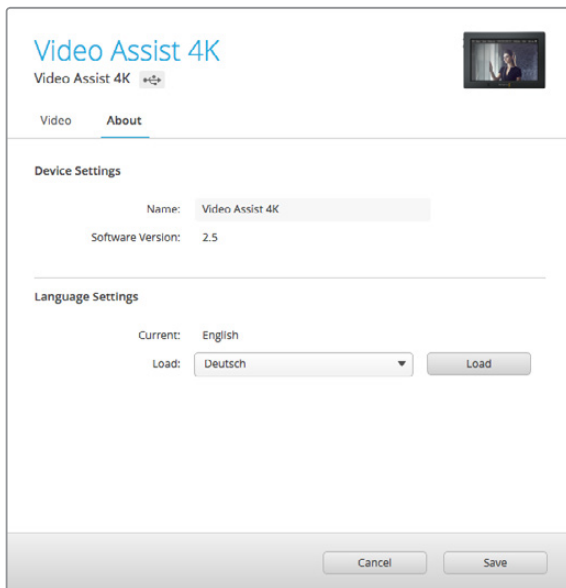 Video Assist 4K
Video Assist 4K
Video About
Device Settings
Name: Video Assist 4K
Software Version: 2.5
Language Settings
Current: English
Load: Deutsch Load
Cancel Save